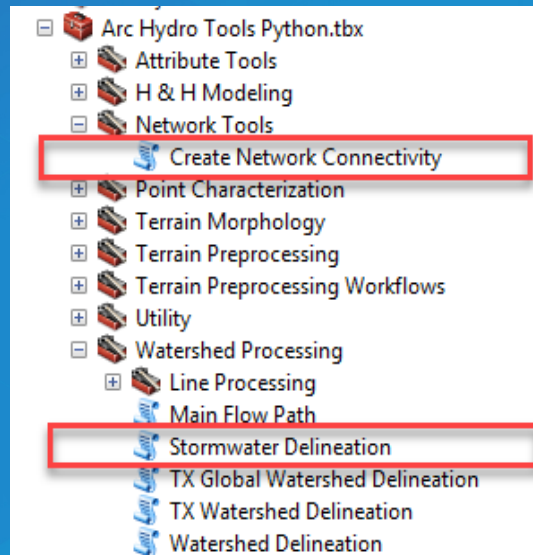 Arc Hydro Tools Python.tbx
Attribute Tools
H & H Modeling
Network Tools
Create Network Connectivity
Point Characterization
Terrain Morphology
Terrain Preprocessing
Terrain Preprocessing Workflows
Utility
Watershed Processing
Line Processing
Main Flow Path
Stormwater Delineation
TX Global Watershed Delineation
TX Watershed Delineation
Watershed Delineation